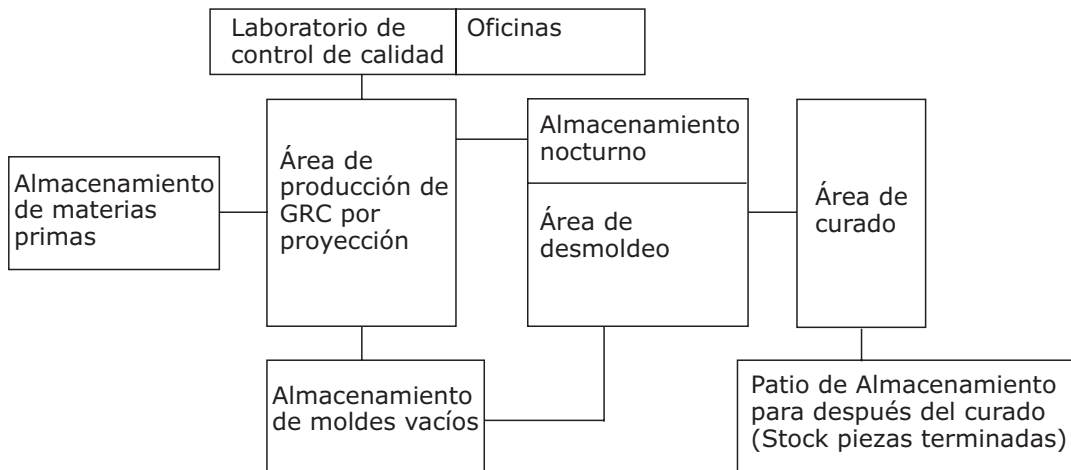 Laboratorio de
control de calidad
Oficinas
Almacenamiento
de materias
primas
Área de
producción de
GRC por
proyección
Almacenamiento
nocturno
Área de
desmoldeo
Área de
curado
Almacenamiento
de moldes vacíos
Patio de Almacenamiento
para después del curado
(Stock piezas terminadas)